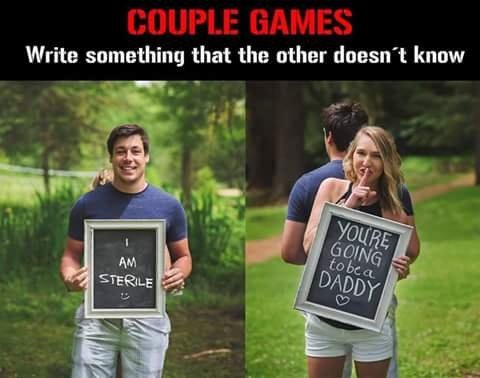 COUPLE GAMES
Write something that the other doesn´t know
I
AM
STERILE
:)
YOU'RE
GOING
to be a
DADDY
♡